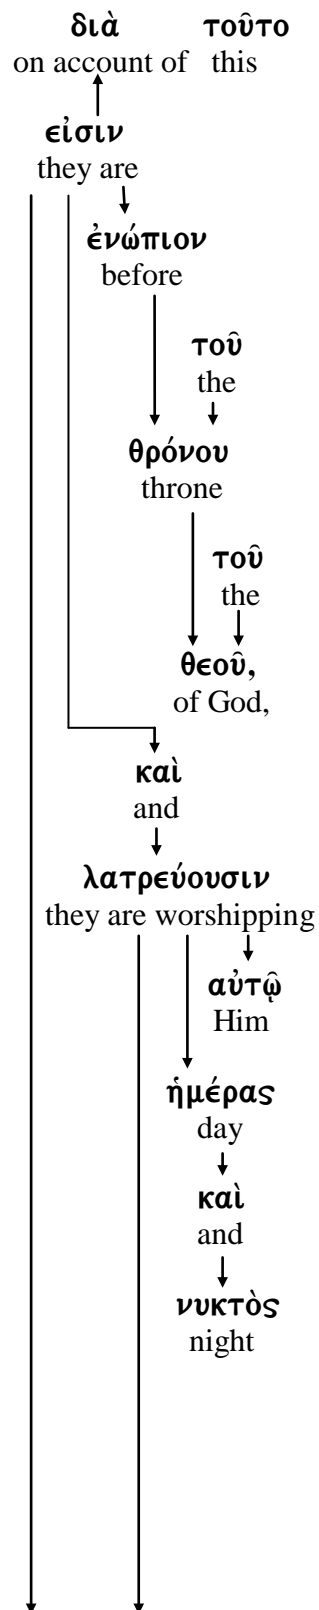 διὰ τοῦτο
on account of this
εἰσιν
they are
ἐνώπιον
before
τοῦ
the
θρόνου
throne
τοῦ
the
θεοῦ,
of God,
καὶ
and
λατρεύουσιν
they are worshipping
αὐτῷ
Him
ἡμέρας
day
καὶ
and
νυκτὸς
night